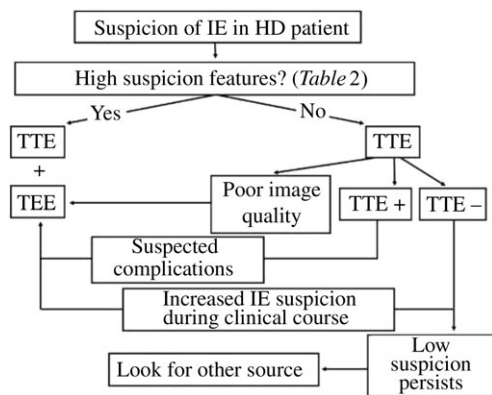 Suspicion of IE in HD patient
High suspicion features? (Table 2)
Yes
No
TTE
+
TEE
TTE
Poor image
quality
TTE +
TTE –
Suspected
complications
Increased IE suspicion
during clinical course
Low
suspicion
persists
Look for other source